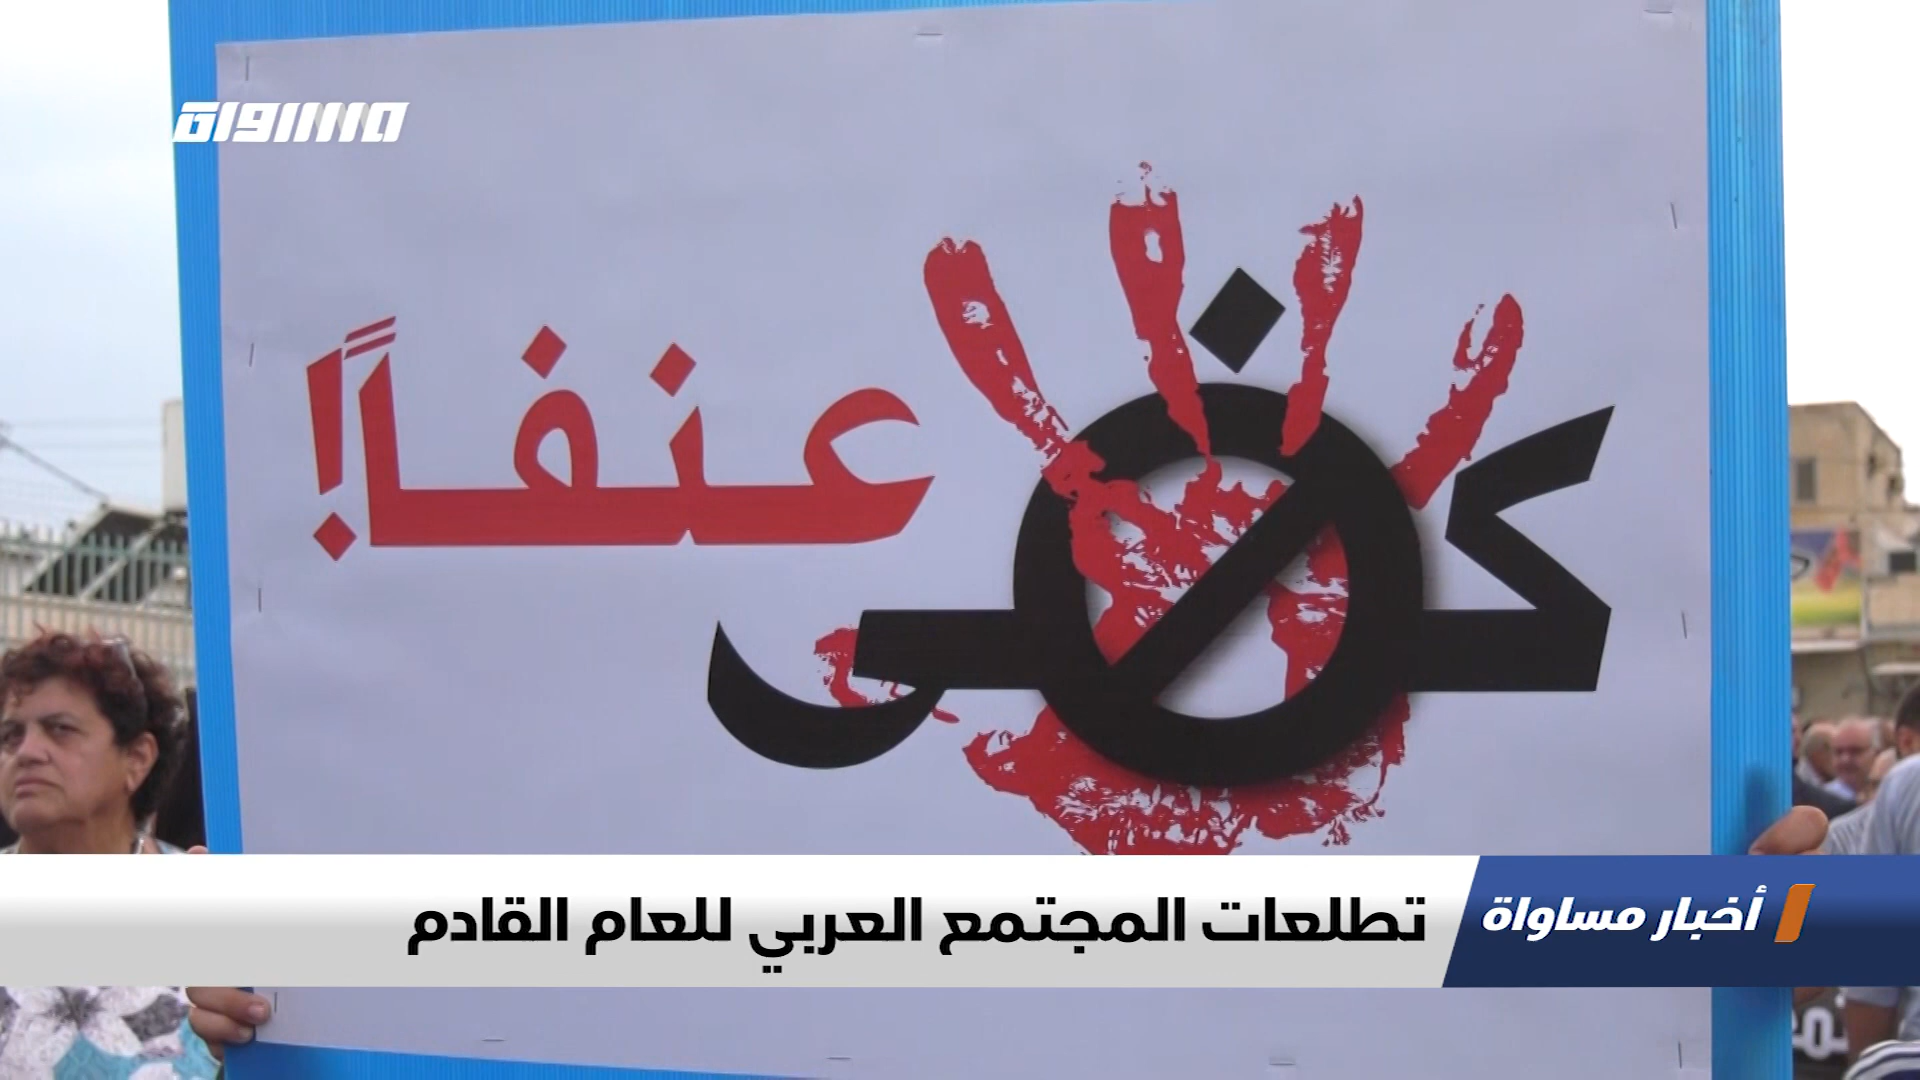 مساواة
كفى عنفاً!
أخبار مساواة
تطلعات المجتمع العربي للعام القادم